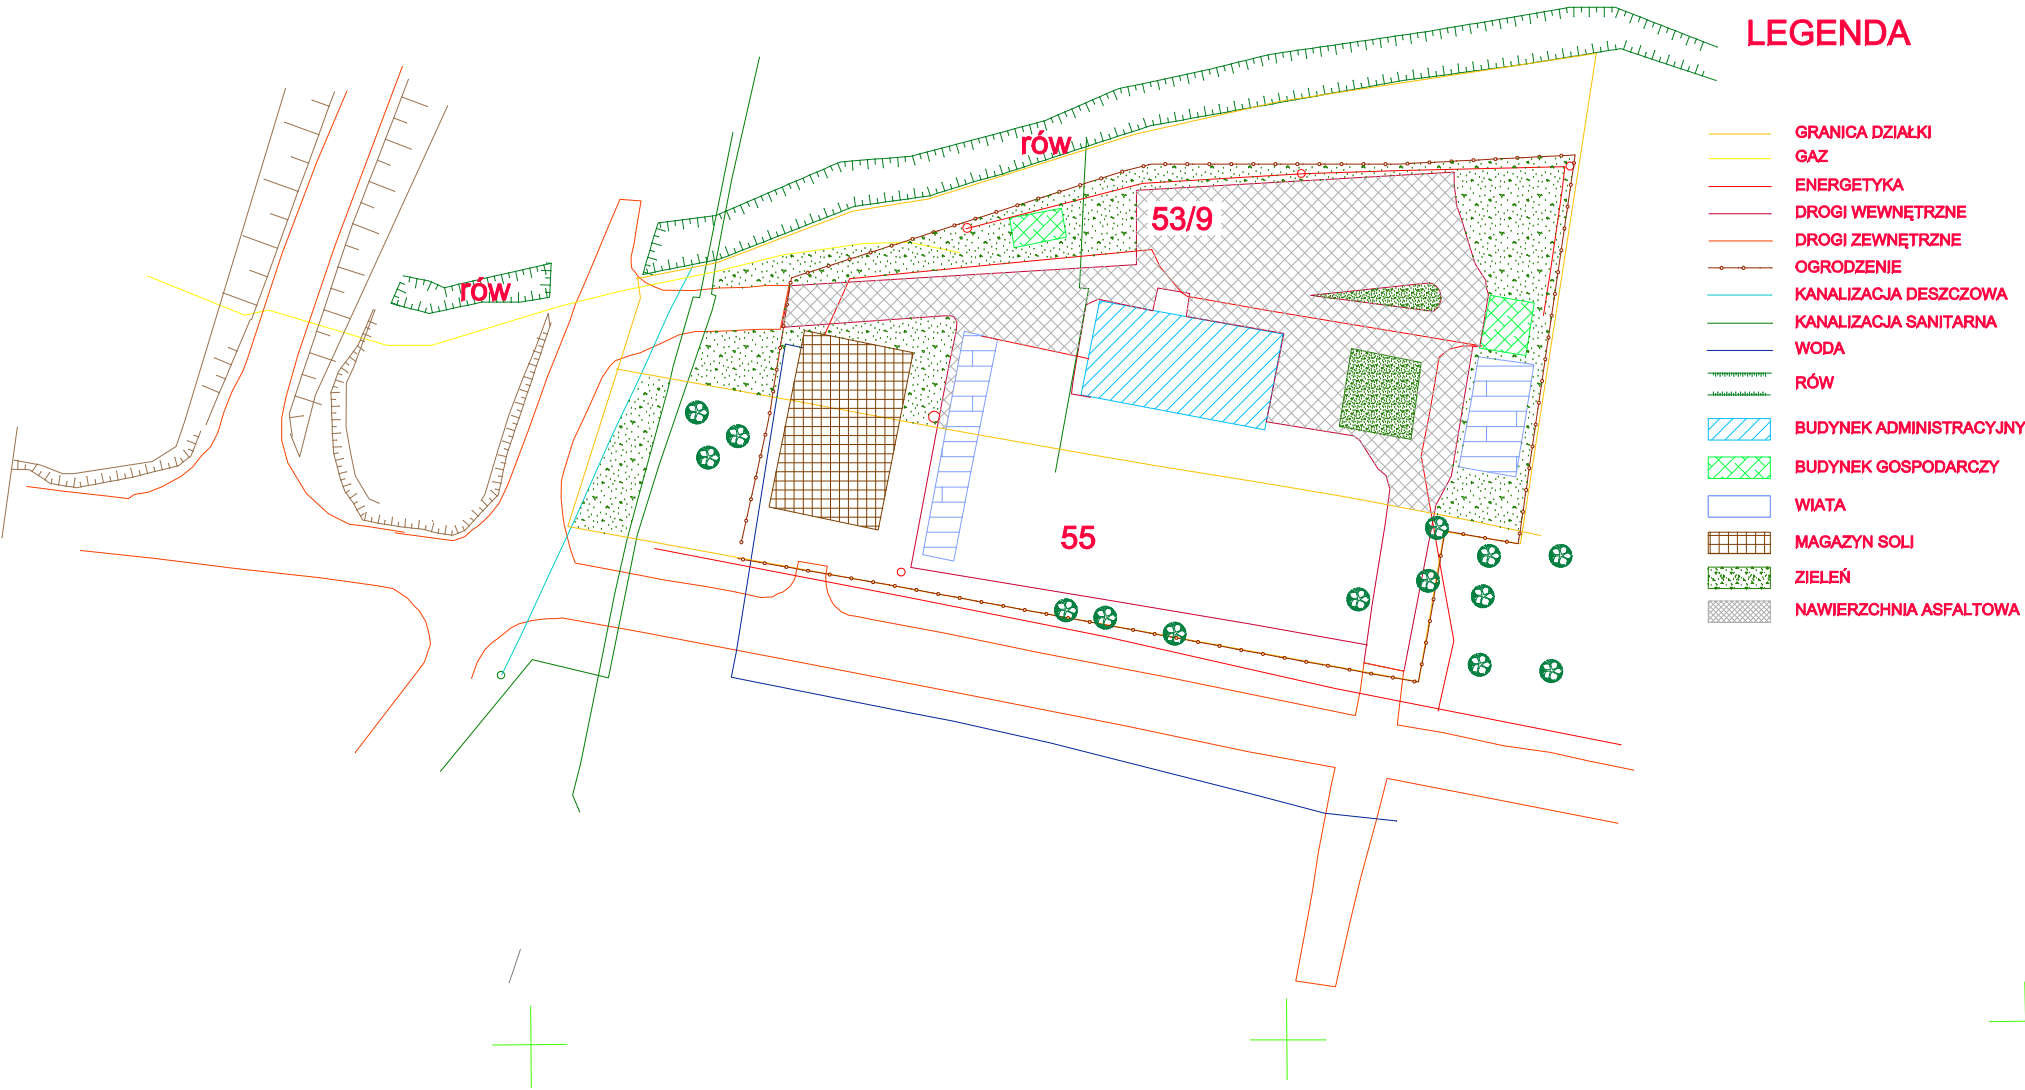 LEGENDA
GRANICA DZIAŁKI
GAZ
ENERGETYKA
DROGI WEWNĘTRZNE
DROGI ZEWNĘTRZNE
OGRODZENIE
KANALIZACJA DESZCZOWA
KANALIZACJA SANITARNA
WODA
RÓW
BUDYNEK ADMINISTRACYJNY
BUDYNEK GOSPODARCZY
WIATA
MAGAZYN SOLI
ZIELEŃ
NAWIERZCHNIA ASFALTOWA
rów
53/9
rów
55